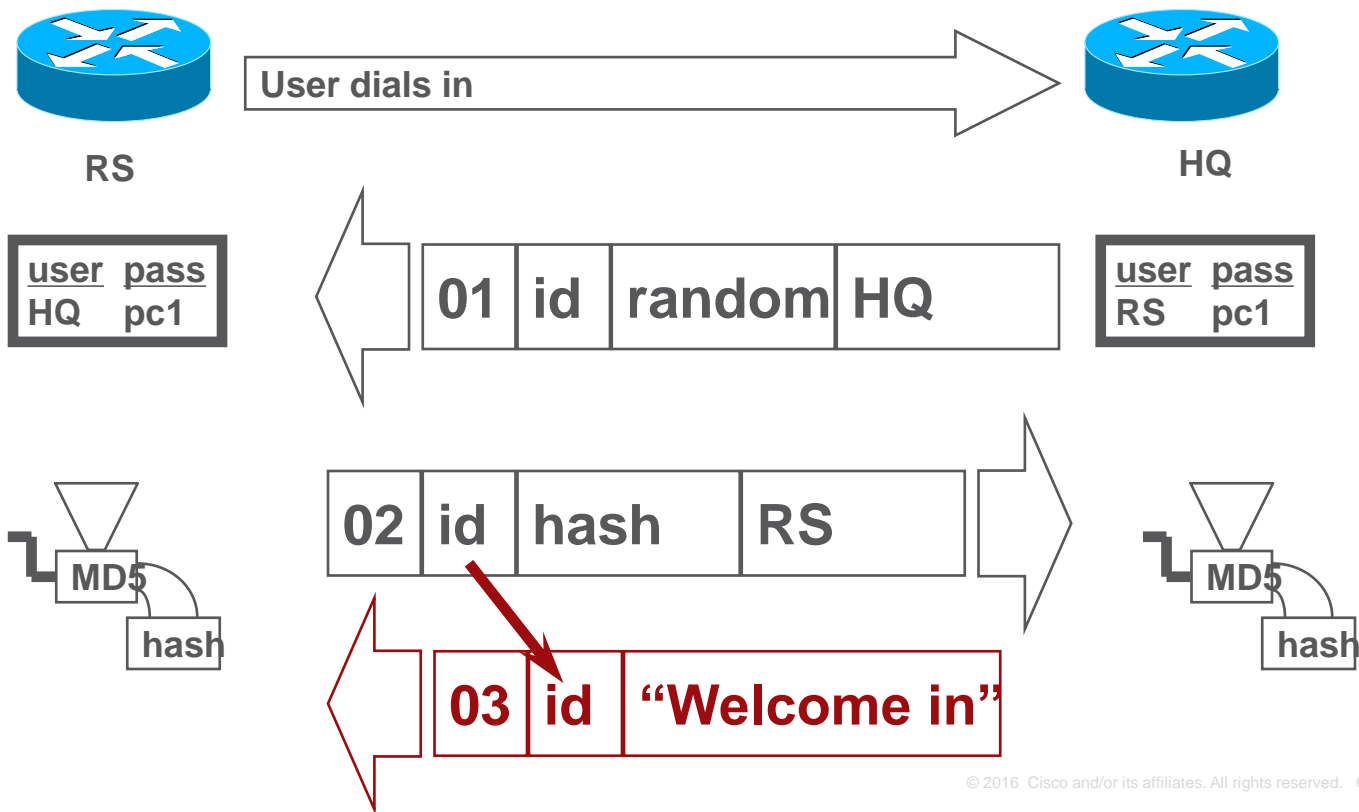 User dials in
RS
HQ
user pass
HQ pc1
01 id random HQ
user pass
RS pc1
02 id hash RS
MD5
hash
MD5
hash
03 id “Welcome in”
© 2016 Cisco and/or its affiliates. All rights reserved.